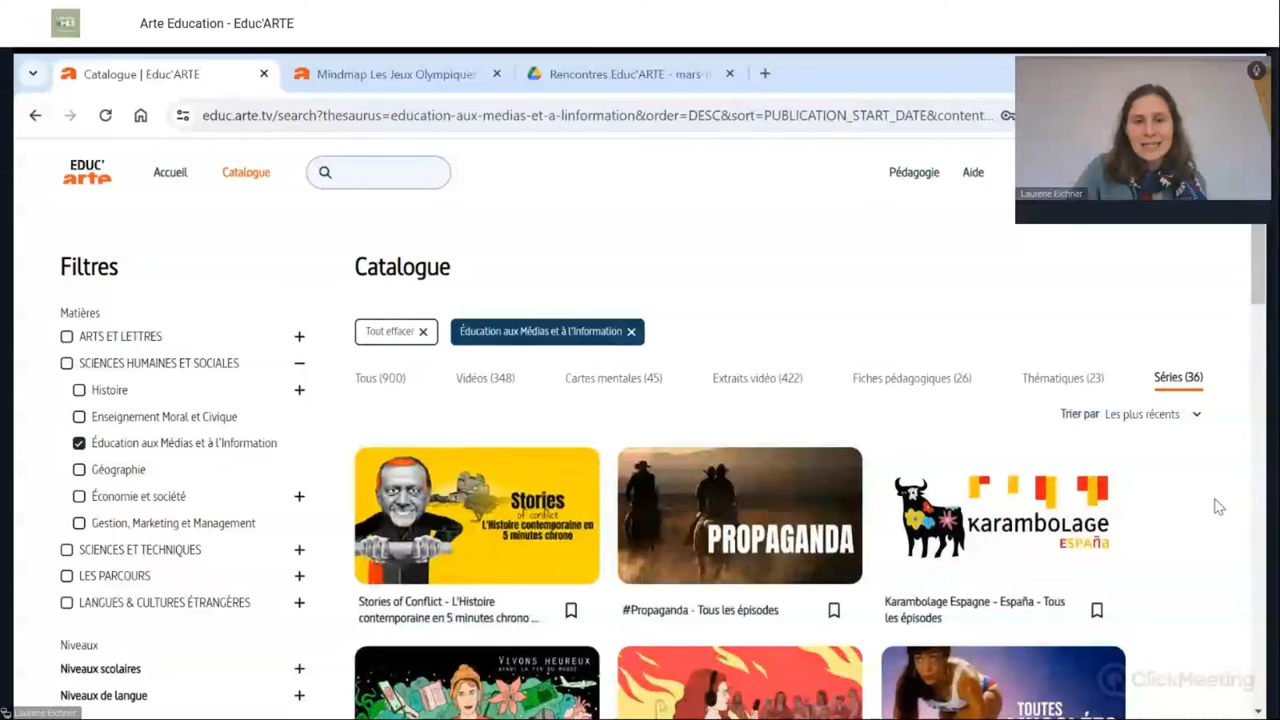 Arte Education - Educ'ARTE
Catalogue | Educ'ARTE
Mindmap Les Jeux Olympique
Rencontres Educ'ARTE - mars-
educ.arte.tv/search?thesaurus=education-aux-medias-et-a-linformation&order=DESC&sort=PUBLICATION_START_DATE&content...
Laurene Eichner
EDUC'
arte
Accueil
Catalogue
Pédagogie
Aide
Filtres
Matières
ARTS ET LETTRES
SCIENCES HUMAINES ET SOCIALES
Histoire
Enseignement Moral et Civique
Éducation aux Médias et à l'Information
Géographie
Économie et société
Gestion, Marketing et Management
SCIENCES ET TECHNIQUES
LES PARCOURS
LANGUES & CULTURES ÉTRANGÈRES
Niveaux
Niveaux scolaires
Niveaux de langue
Catalogue
Tout effacer
Éducation aux Médias et à l'Information
Tous (900)
Vidéos (348)
Cartes mentales (45)
Extraits vidéo (422)
Fiches pédagogiques (26)
Thématiques (23)
Séries (36)
Trier par Les plus récents
Stories
of conflict
L'Histoire contemporaine en
5 minutes chrono
PROPAGANDA
KARAMBOLAGE
ESPAÑA
Stories of Conflict - L'Histoire
contemporaine en 5 minutes chrono ...
#Propaganda - Tous les épisodes
Karambolage Espagne - España - Tous
les épisodes
VIVONS HEUREUX
AVANT LA FIN DU MONDE
TOUTES
ClickMeeting
Laurene Eichner